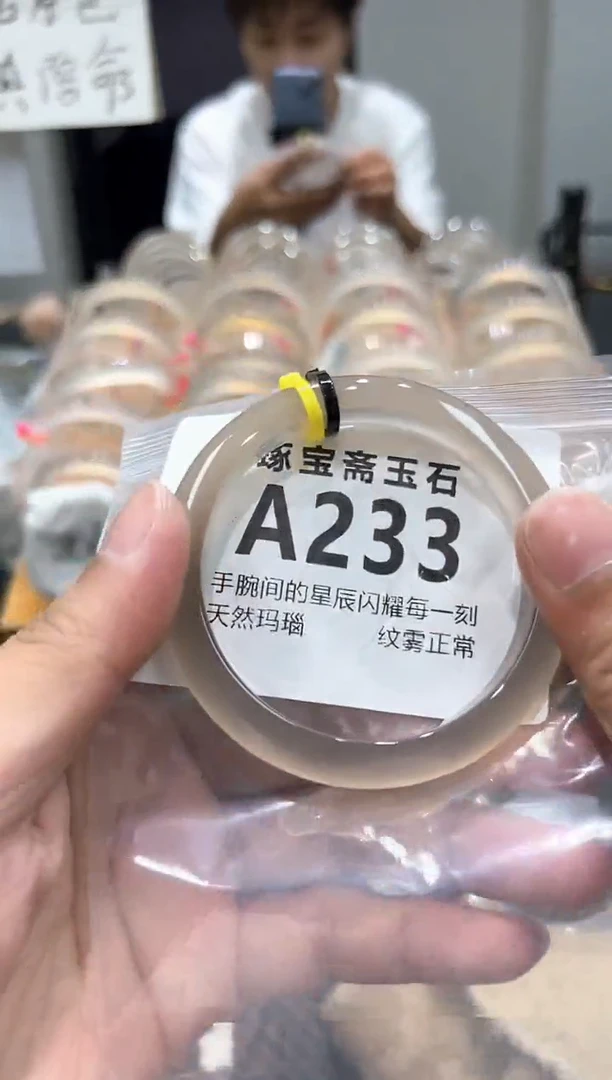 琢宝斋玉石
A233
手腕间的星辰闪耀每一刻
天然玛瑙 纹雾正常